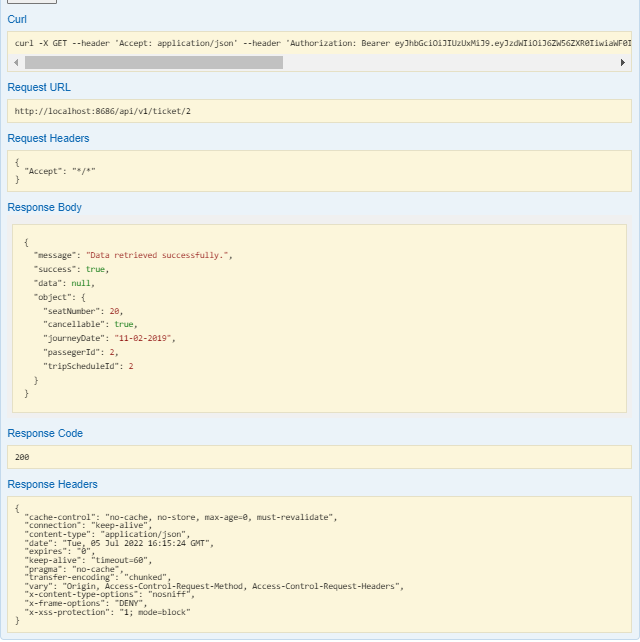 Curl
curl -X GET --header 'Accept: application/json' --header 'Authorization: Bearer eyJhbGciOiJIUzUxMiJ9.eyJzdWIiOiJ6ZW56ZXR0IiwiaWF0I
Request URL
http://localhost:8686/api/v1/ticket/2
Request Headers
{
"Accept": "*/*"
}
Response Body
{
"message": "Data retrieved successfully.",
"success": true,
"data": null,
"object": {
"seatNumber": 20,
"cancellable": true,
"journeyDate": "11-02-2019",
"passegerId": 2,
"tripScheduleId": 2
}
}
Response Code
200
Response Headers
{
"cache-control": "no-cache, no-store, max-age=0, must-revalidate",
"connection": "keep-alive",
"content-type": "application/json",
"date": "Tue, 05 Jul 2022 16:15:24 GMT",
"expires": "0",
"keep-alive": "timeout=60",
"pragma": "no-cache",
"transfer-encoding": "chunked",
"vary": "Origin, Access-Control-Request-Method, Access-Control-Request-Headers",
"x-content-type-options": "nosniff",
"x-frame-options": "DENY",
"x-xss-protection": "1; mode=block"
}